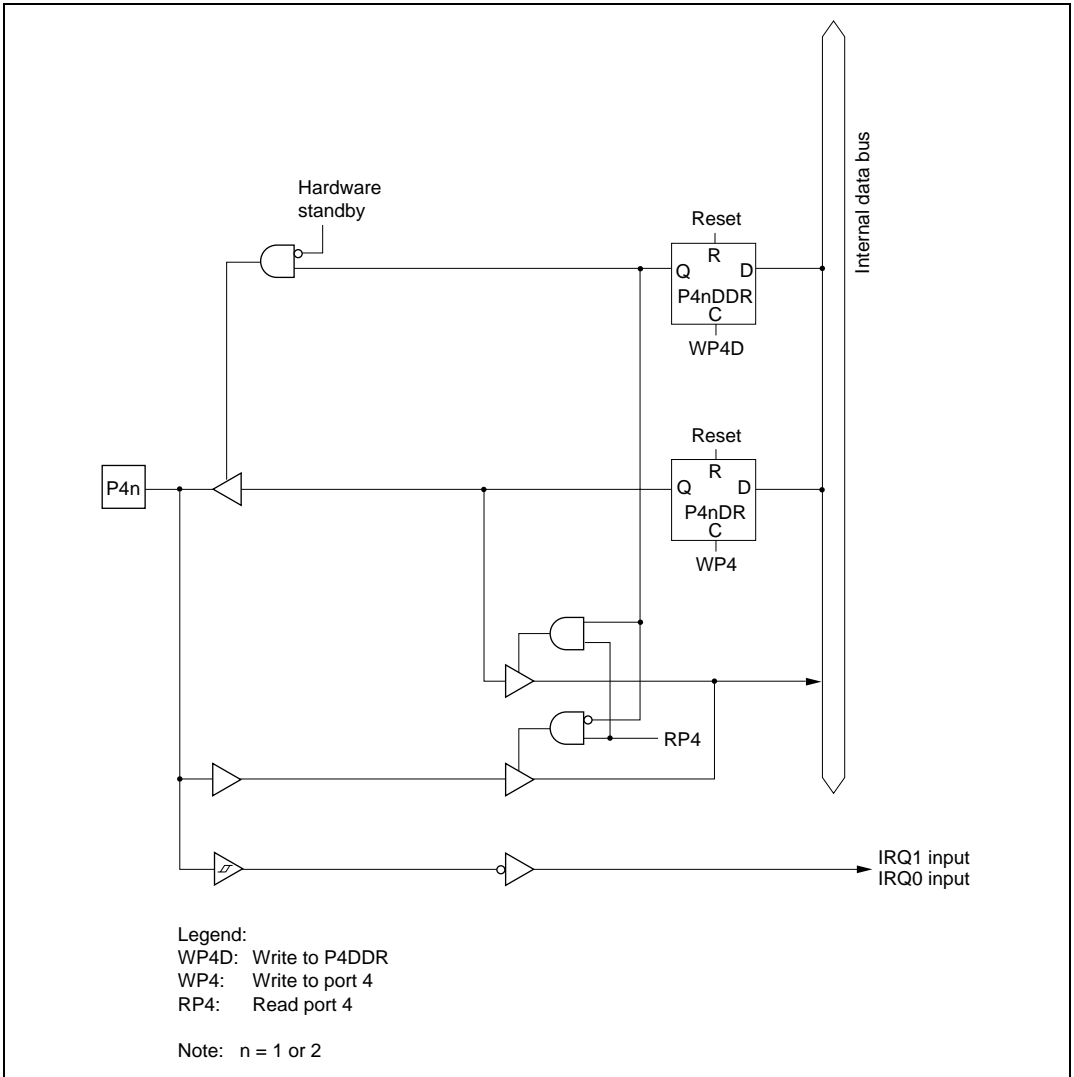 Hardware
standby
Reset
R
Q D
P4nDDR
C
WP4D
Internal data bus
Reset
R
P4n
Q D
P4nDR
C
WP4
RP4
IRQ1 input
IRQ0 input
Legend:
WP4D: Write to P4DDR
WP4: Write to port 4
RP4: Read port 4
Note: n = 1 or 2